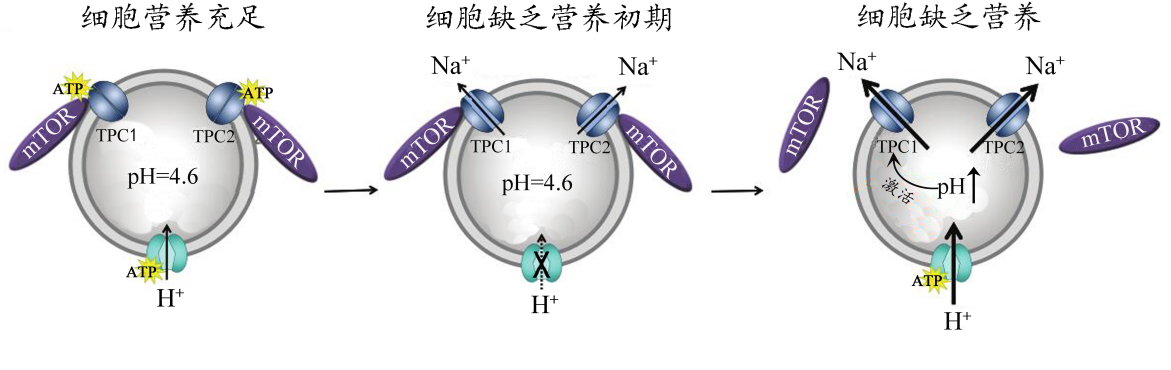 细胞营养充足
ATP
ATP
mTOR
mTOR
TPC1
TPC2
pH=4.6
ATP
H⁺
细胞缺乏营养初期
Na⁺
Na⁺
mTOR
mTOR
TPC1
TPC2
pH=4.6
X
H⁺
细胞缺乏营养
Na⁺
Na⁺
mTOR
mTOR
TPC1
TPC2
激活
pH
ATP
H⁺